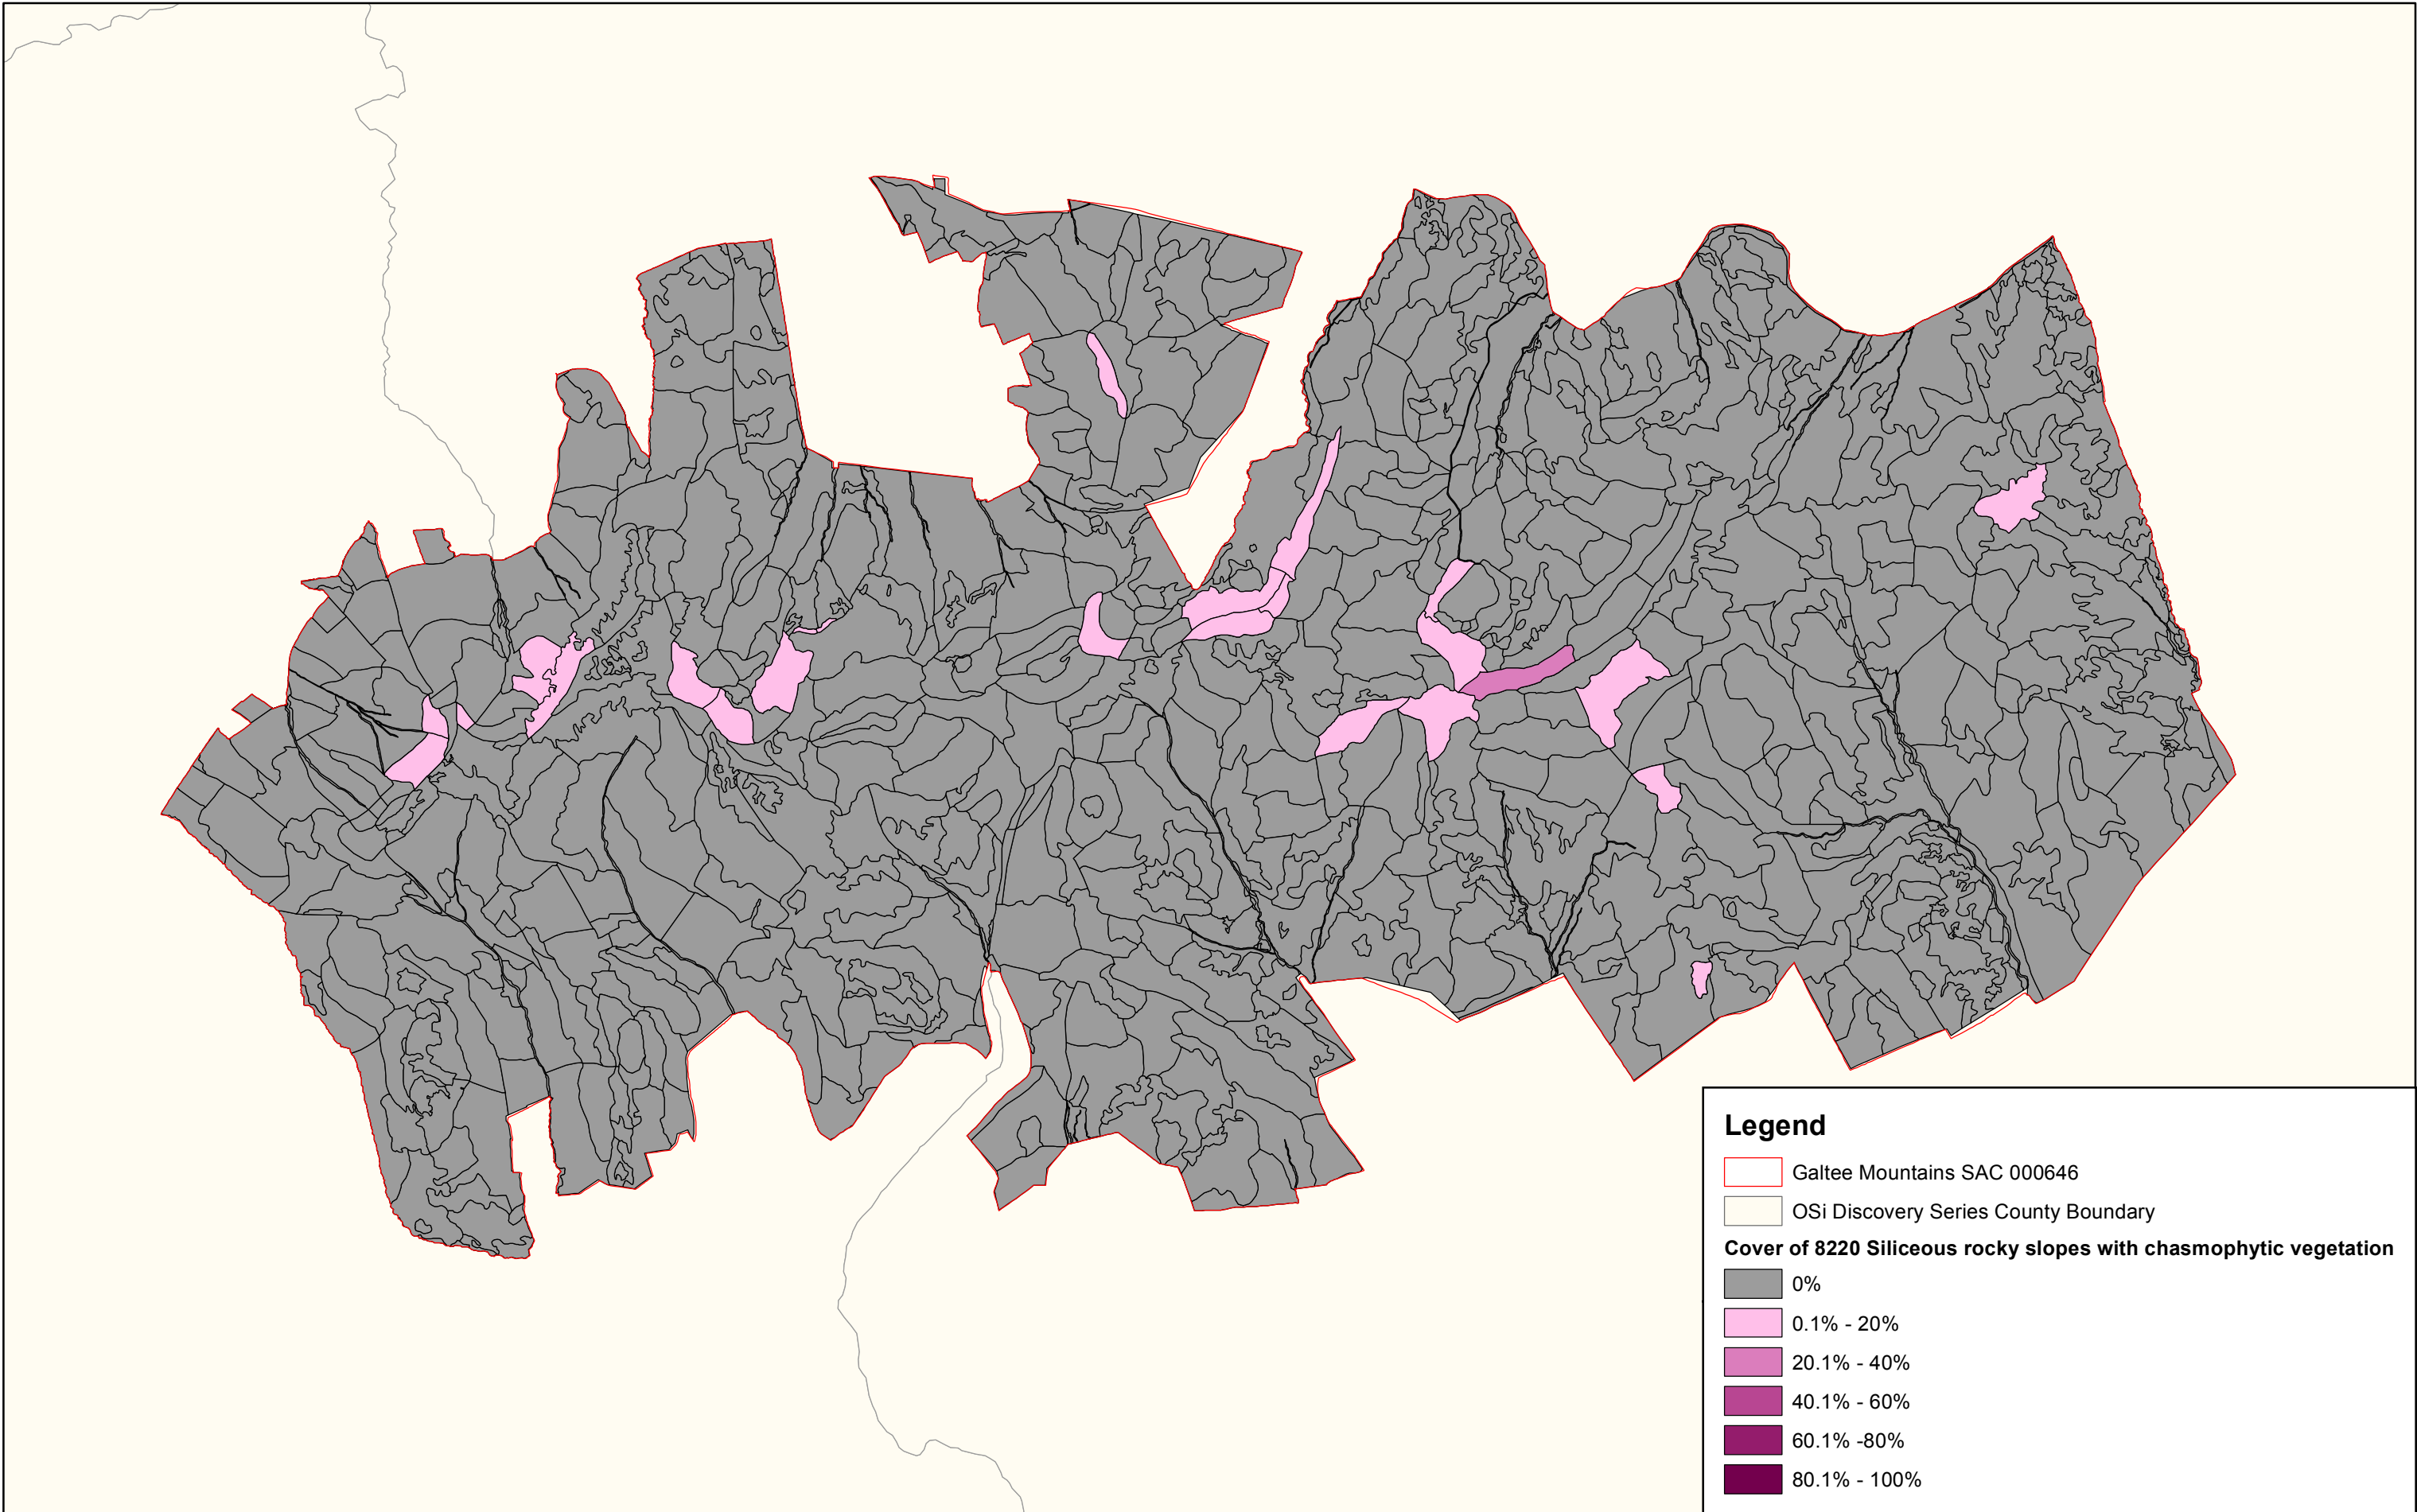 Legend
Galtee Mountains SAC 000646
OSi Discovery Series County Boundary
Cover of 8220 Siliceous rocky slopes with chasmophytic vegetation
0%
0.1% - 20%
20.1% - 40%
40.1% - 60%
60.1% -80%
80.1% - 100%